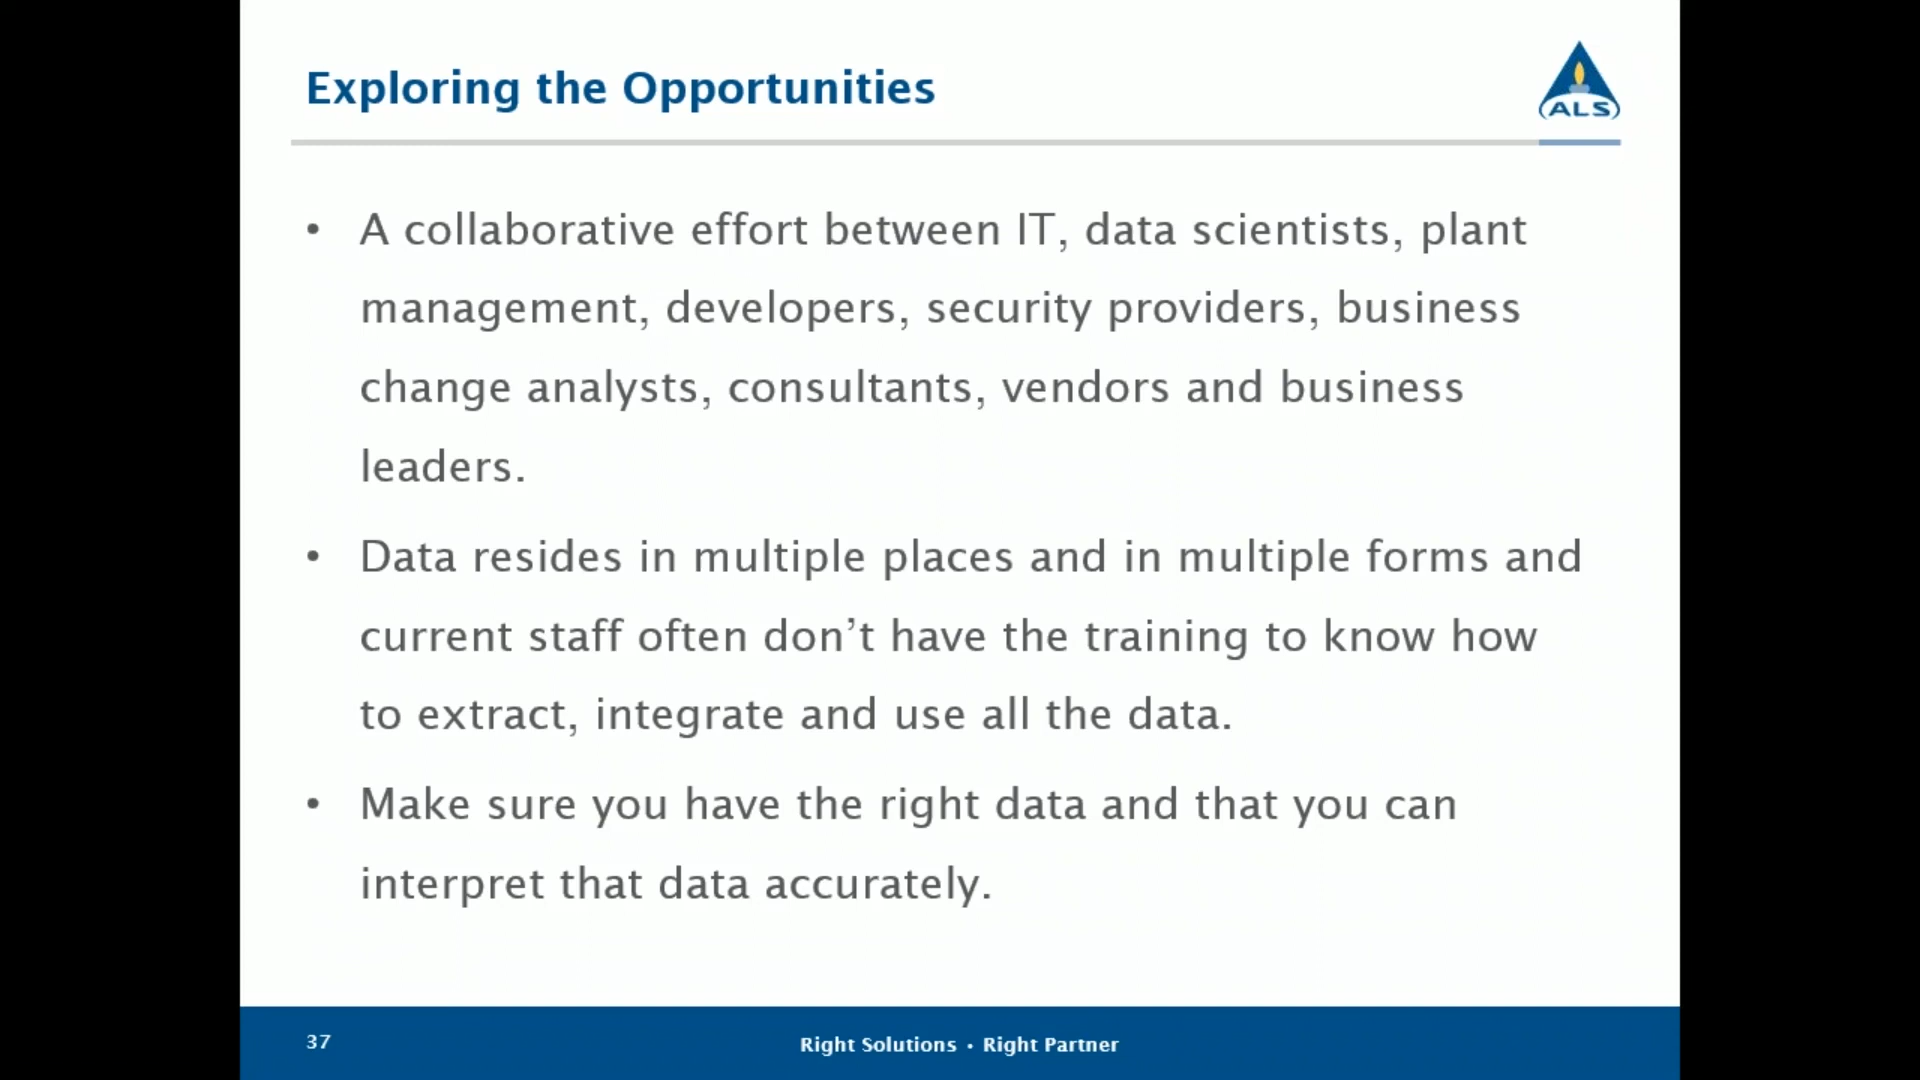 Exploring the Opportunities
ALS
• A collaborative effort between IT, data scientists, plant
management, developers, security providers, business
change analysts, consultants, vendors and business
leaders.
• Data resides in multiple places and in multiple forms and
current staff often don’t have the training to know how
to extract, integrate and use all the data.
• Make sure you have the right data and that you can
interpret that data accurately.
37
Right Solutions • Right Partner